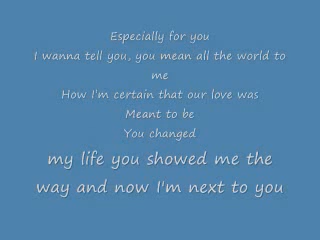 Especially for you
I wanna tell you, you mean all the world to
me
How I'm certain that our love was
Meant to be
You changed
my life you showed me the
way and now I'm next to you